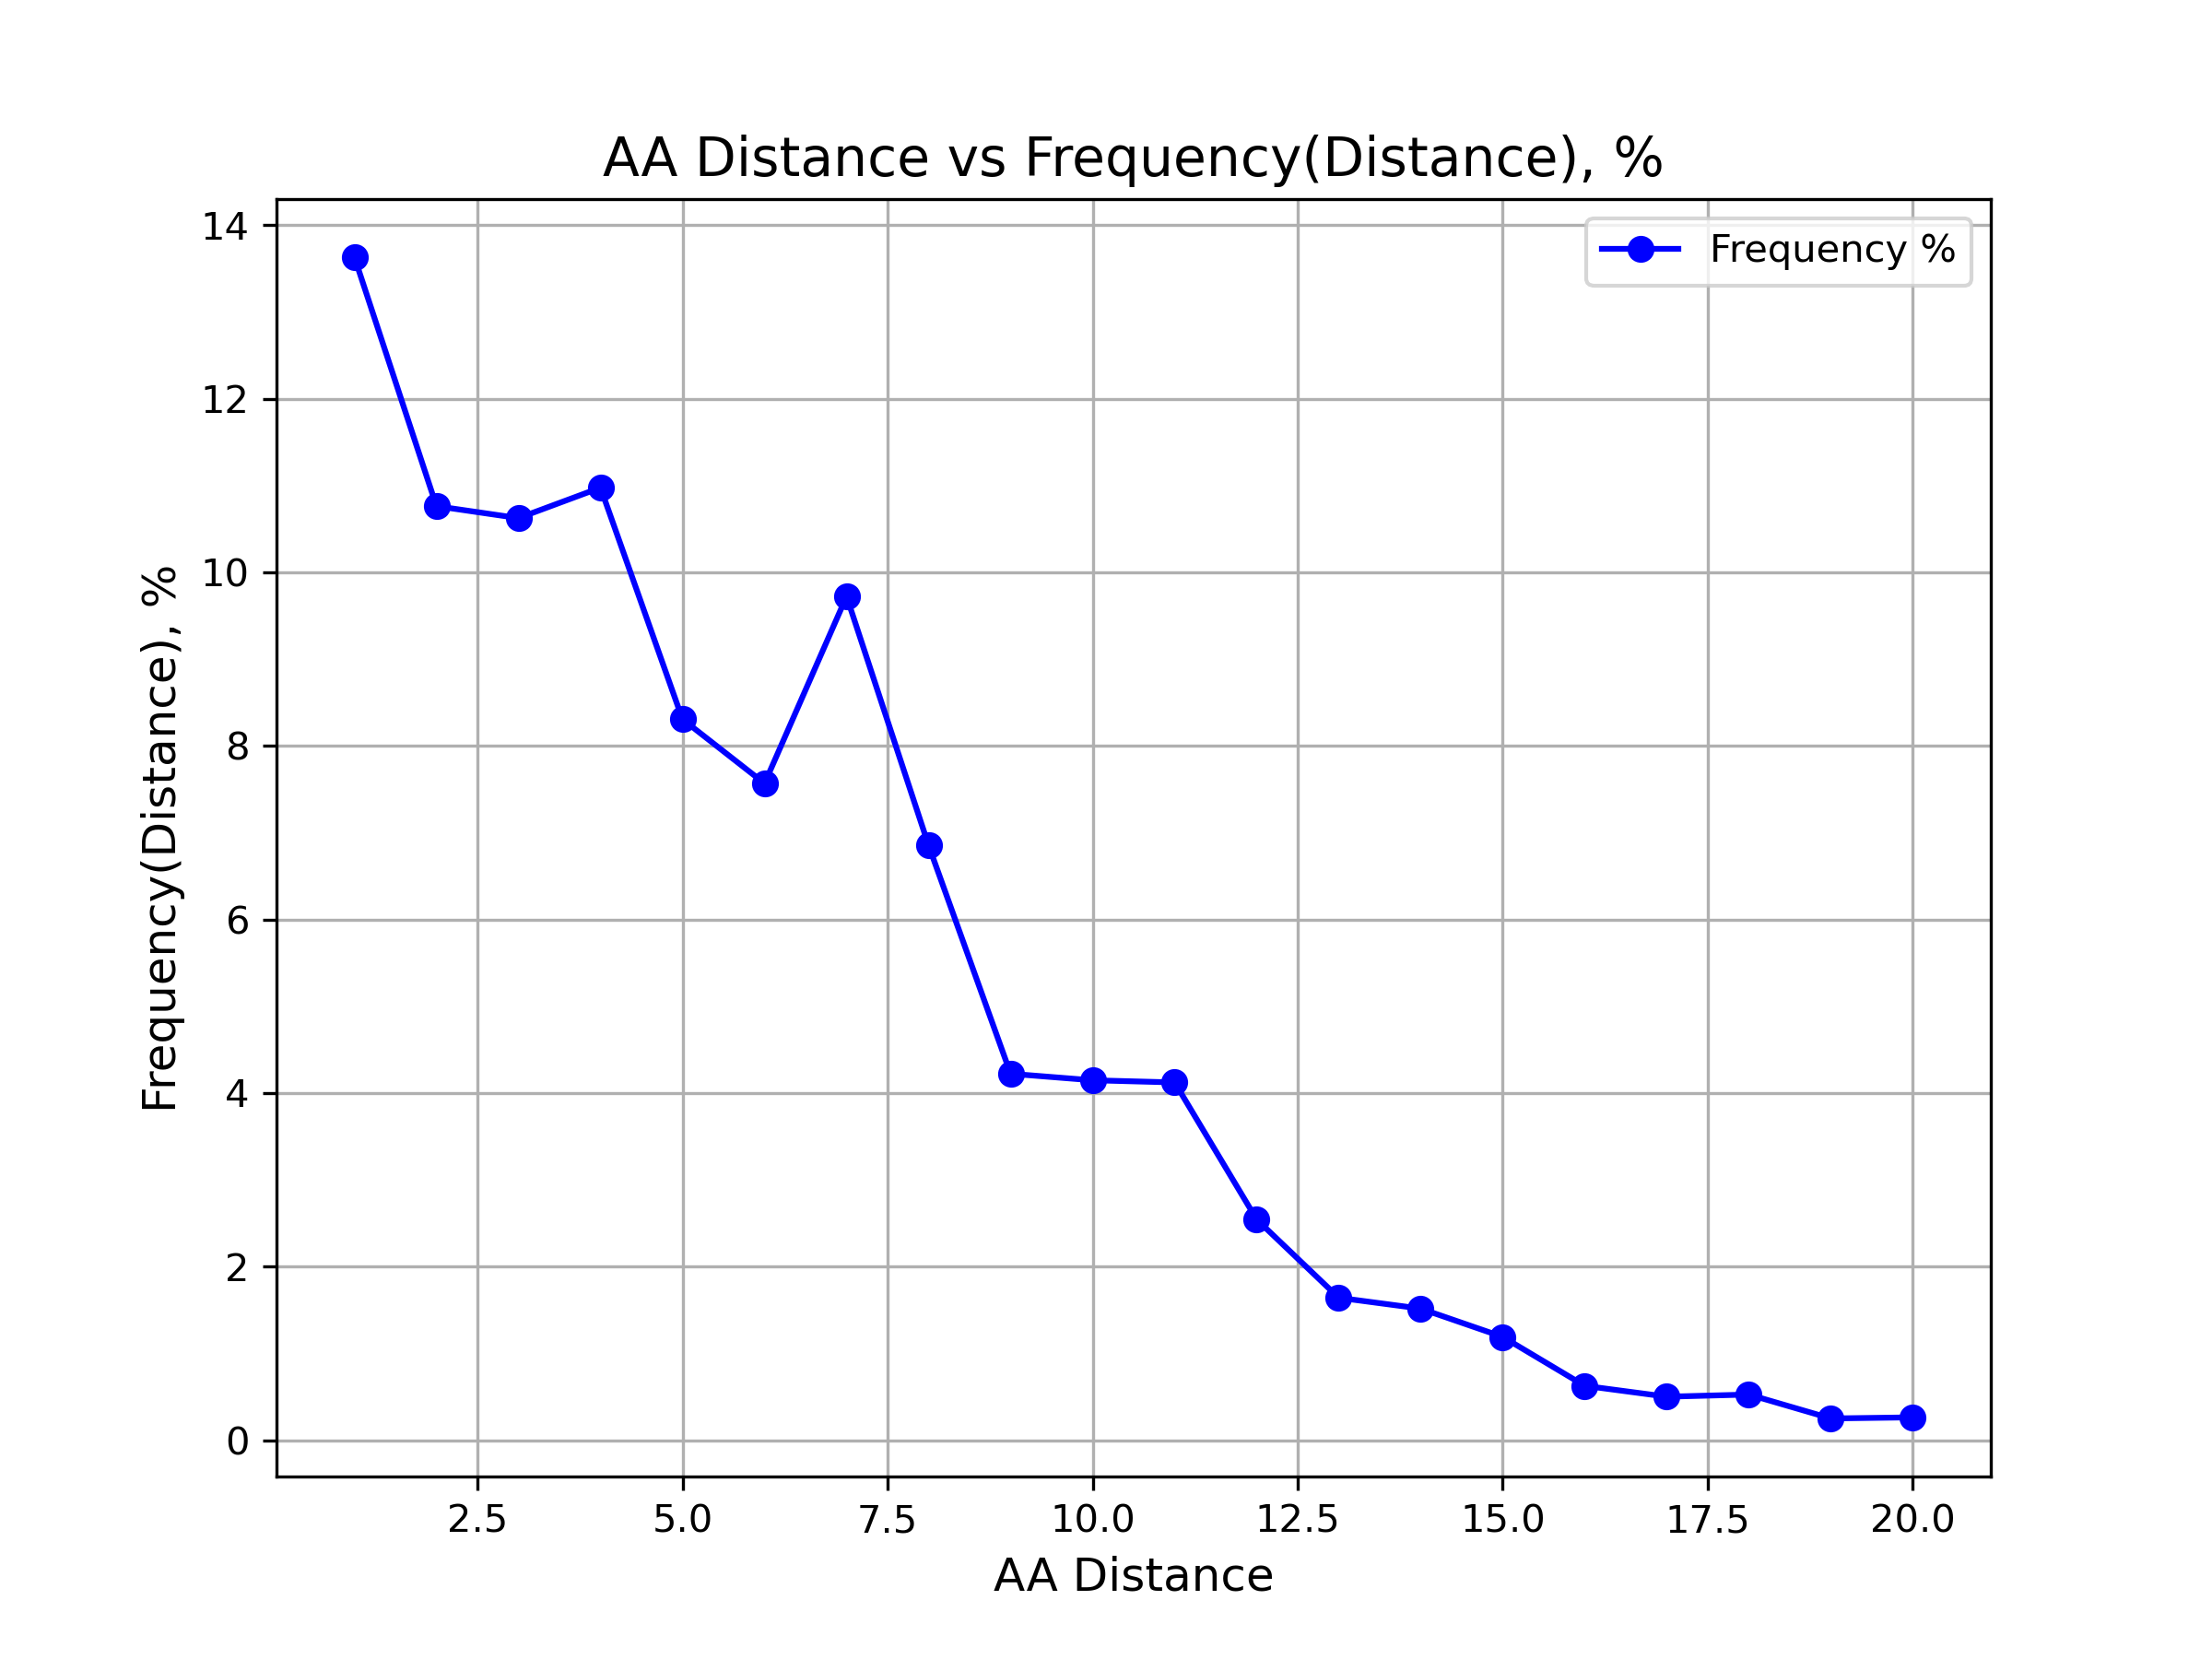 AA Distance vs Frequency(Distance), %
Frequency %
Frequency(Distance), %
14
12
10
8
6
4
2
0
2.5 5.0 7.5 10.0 12.5 15.0 17.5 20.0
AA Distance